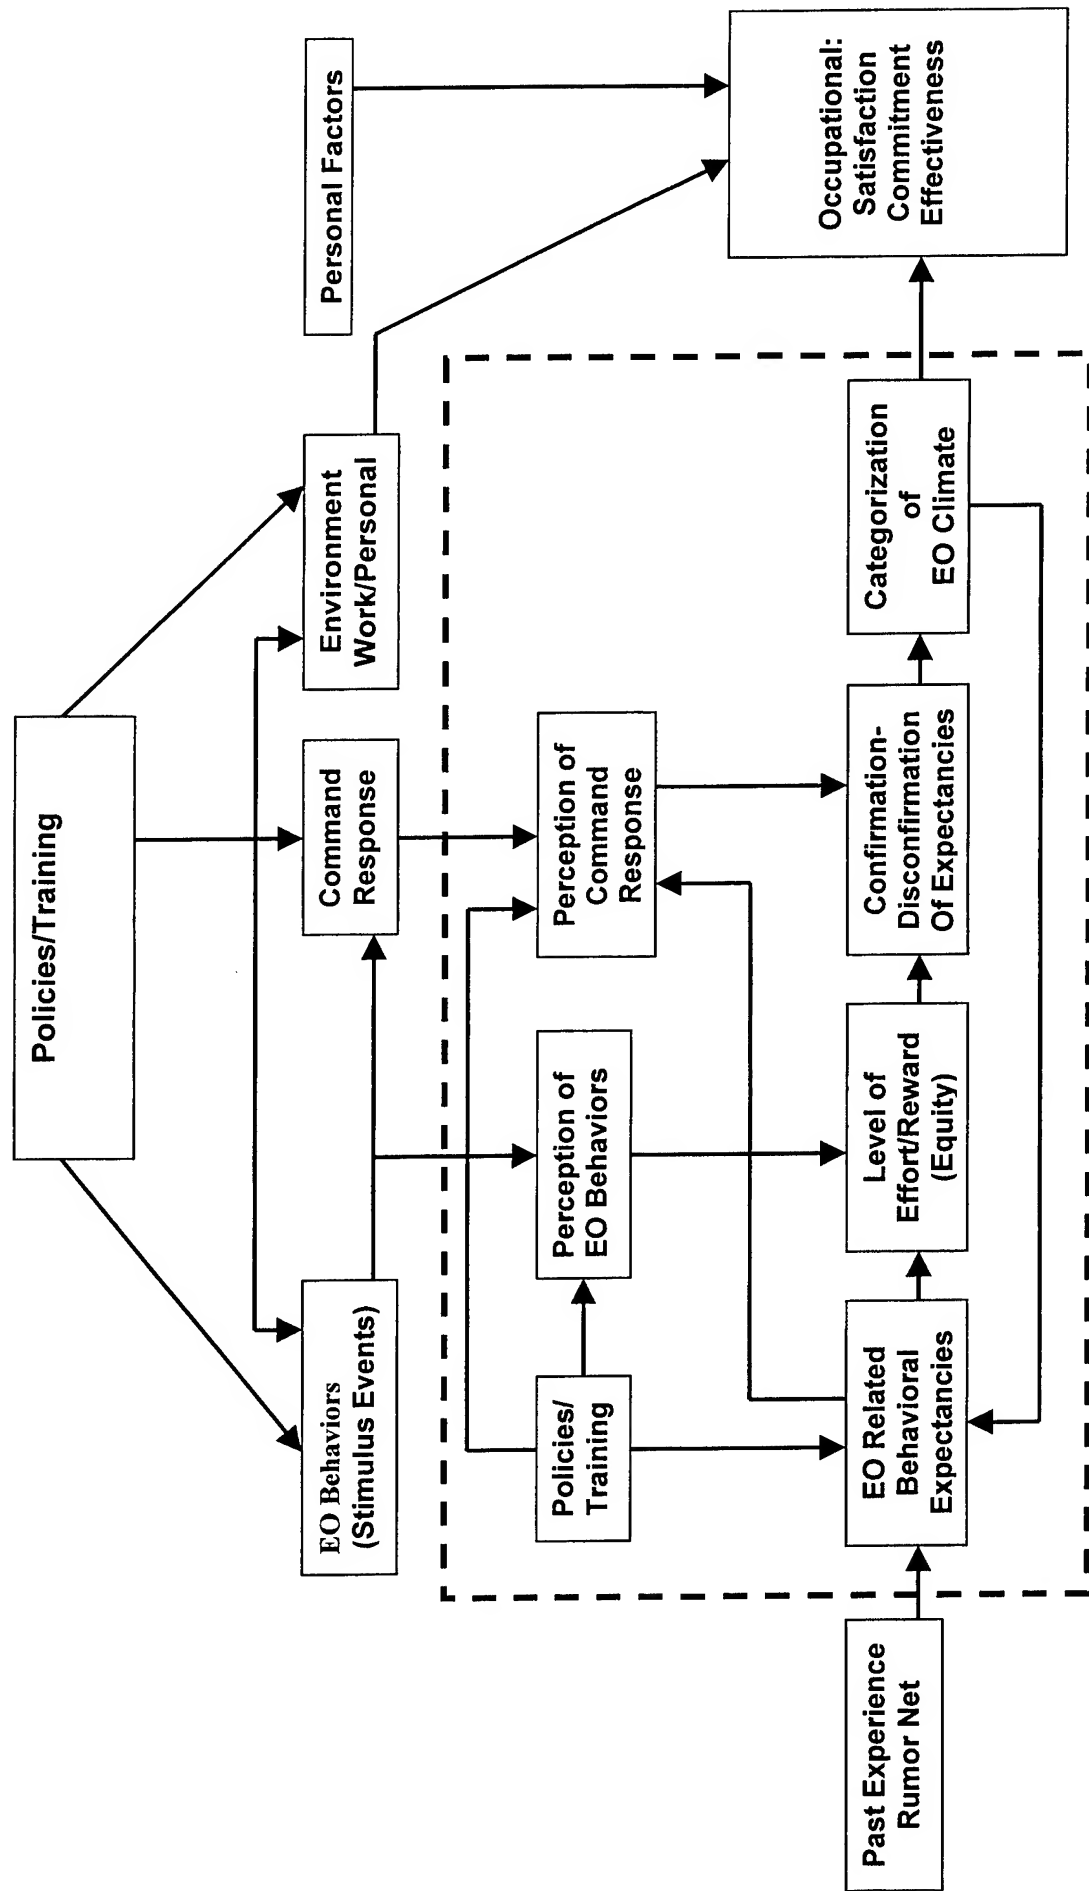 Policies/Training
EO Behaviors
(Stimulus Events)
Command
Response
Environment
Work/Personal
Personal Factors
Policies/
Training
Perception of
EO Behaviors
Perception of
Command
Response
Past Experience
Rumor Net
EO Related
Behavioral
Expectancies
Level of
Effort/Reward
(Equity)
Confirmation-
Disconfirmation
Of Expectancies
Categorization
of
EO Climate
Occupational:
Satisfaction
Commitment
Effectiveness